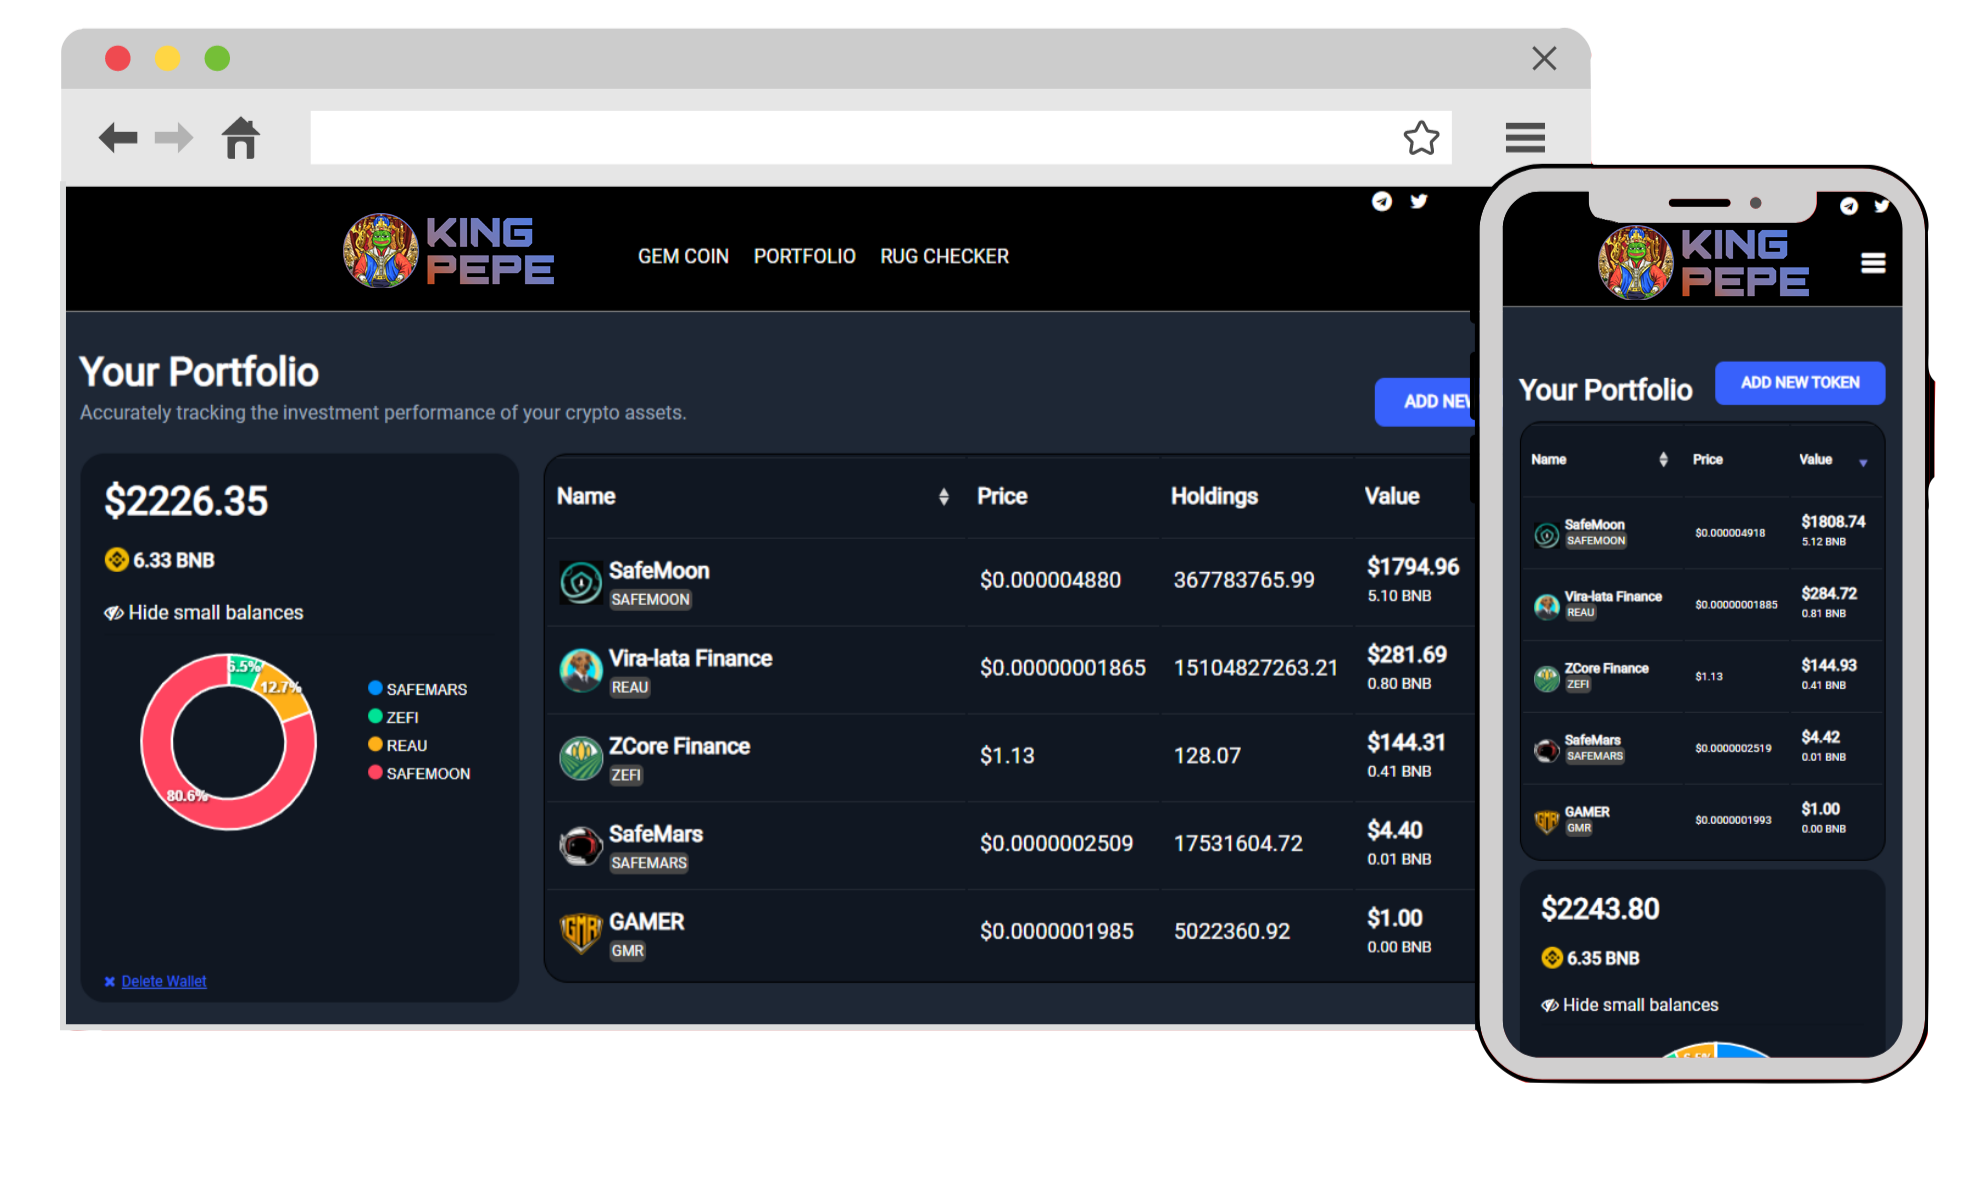 KING
PEPE
GEM COIN PORTFOLIO RUG CHECKER
Your Portfolio
Accurately tracking the investment performance of your crypto assets.
ADD NEW
$2226.35
6.33 BNB
Hide small balances
6.5%
12.7%
80.6%
SAFEMARS
ZEFI
REAU
SAFEMOON
Delete Wallet
Name Price Holdings Value
SafeMoon
SAFEMOON
$0.000004880 367783765.99
$1794.96
5.10 BNB
Vira-lata Finance
REAU
$0.00000001865 15104827263.21
$281.69
0.80 BNB
ZCore Finance
ZEFI
$1.13 128.07
$144.31
0.41 BNB
SafeMars
SAFEMARS
$0.0000002509 17531604.72
$4.40
0.01 BNB
GAMER
GMR
$0.0000001985 5022360.92
$1.00
0.00 BNB
KING
PEPE
Your Portfolio
ADD NEW TOKEN
Name Price Value
SafeMoon
SAFEMOON
$0.000004918
$1808.74
5.12 BNB
Vira-lata Finance
REAU
$0.00000001885
$284.72
0.81 BNB
ZCore Finance
ZEFI
$1.13
$144.93
0.41 BNB
SafeMars
SAFEMARS
$0.0000002519
$4.42
0.01 BNB
GAMER
GMR
$0.0000001993
$1.00
0.00 BNB
$2243.80
6.35 BNB
Hide small balances
6.5%